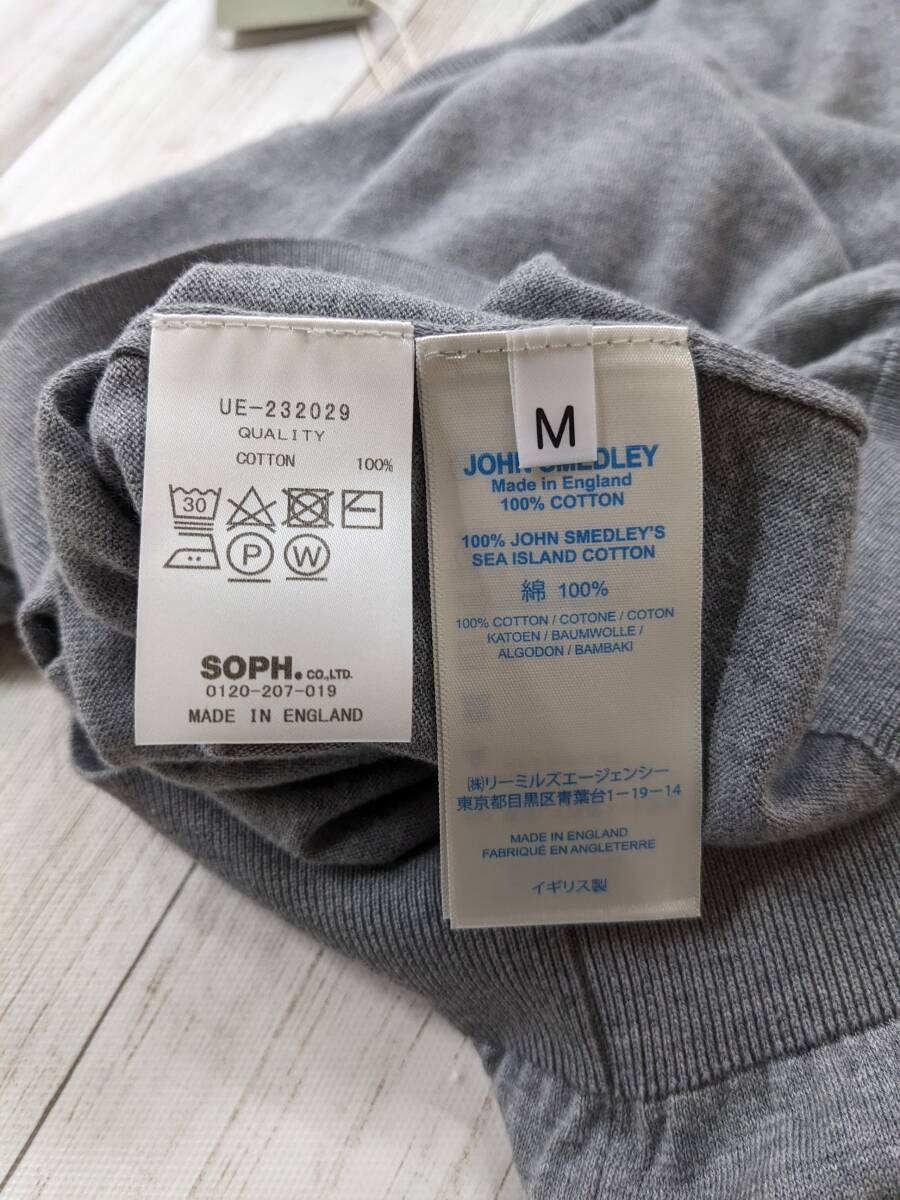 UE-232029
QUALITY
COTTON 100%
30
P W
SOPH. CO.,LTD.
0120-207-019
MADE IN ENGLAND
M
JOHN SMEDLEY
Made in England
100% COTTON
100% JOHN SMEDLEY'S
SEA ISLAND COTTON
綿 100%
100% COTTON / COTONE / COTON
KATOEN / BAUMWOLLE /
ALGODON / BAMBAKI
㈱リーミルズエージェンシー
東京都目黒区青葉台1-19-14
MADE IN ENGLAND
FABRIQUÉ EN ANGLETERRE
イギリス製